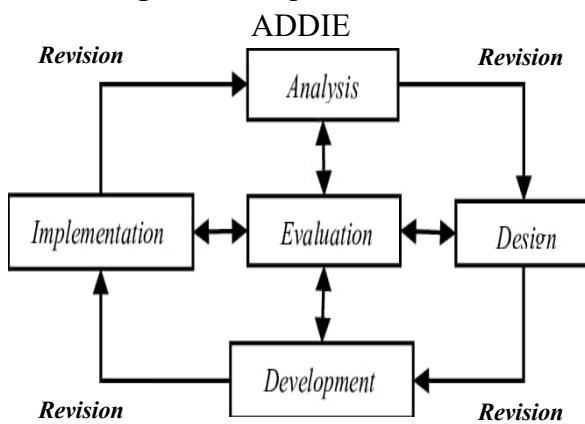 ADDIE
Revision
Revision
Analysis
Implementation
Evaluation
Design
Development
Revision
Revision